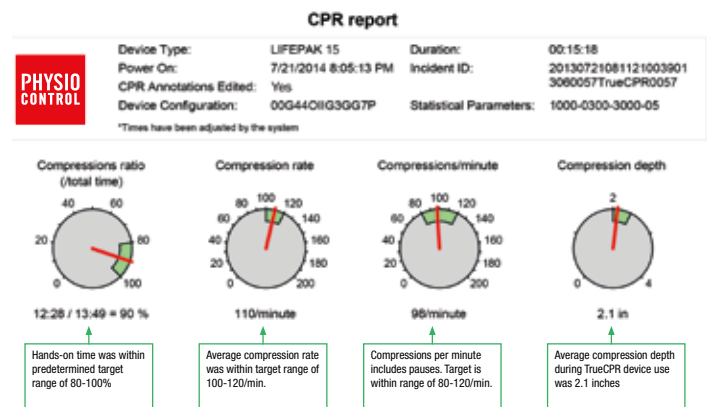 CPR report
PHYSIO
CONTROL
Device Type: LIFEPAK 15 Duration: 00:15:18
Power On: 7/21/2014 8:05:13 PM Incident ID: 201307210811210039013060057TrueCPR0057
CPR Annotations Edited: Yes
Device Configuration: 00G44OIIG3GG7P Statistical Parameters: 1000-0300-3000-05
*Times have been adjusted by the system
Compressions ratio
(/total time)
0 20 40 60 80 100
12:28 / 13:49 = 90 %
Compression rate
0 20 40 60 80 100 120 140 160 180 200
110/minute
Compressions/minute
0 20 40 60 80 100 120 140 160 180 200
98/minute
Compression depth
0 2 4
2.1 in
Hands-on time was within
predetermined target
range of 80-100%
Average compression rate
was within target range of
100-120/min.
Compressions per minute
includes pauses. Target is
within range of 80-120/min.
Average compression depth
during TrueCPR device use
was 2.1 inches